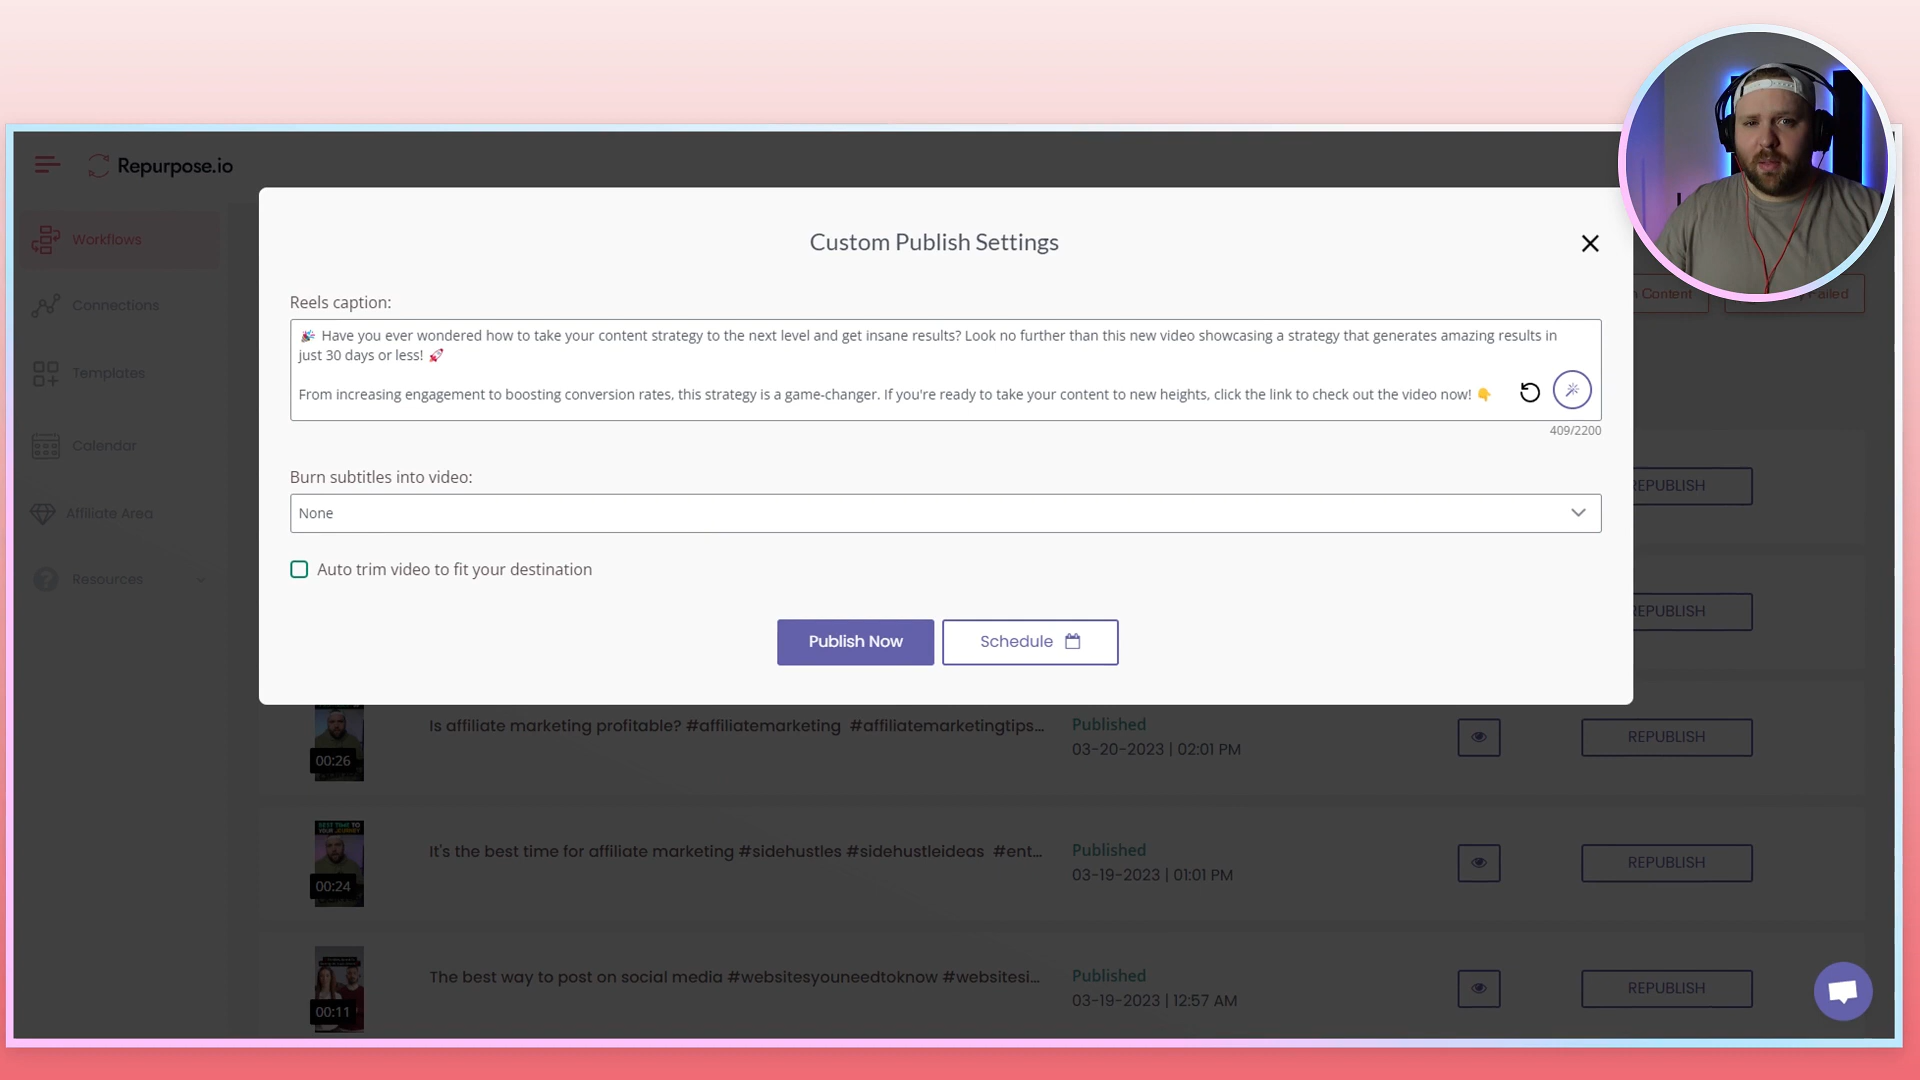 Repurpose.io
Workflows
Connections
Templates
Calendar
Affiliate Area
Resources
Custom Publish Settings
Reels caption:
🎉 Have you ever wondered how to take your content strategy to the next level and get insane results? Look no further than this new video showcasing a strategy that generates amazing results in
just 30 days or less! 🚀
From increasing engagement to boosting conversion rates, this strategy is a game-changer. If you're ready to take your content to new heights, click the link to check out the video now! 👇
409/2200
Burn subtitles into video:
None
Auto trim video to fit your destination
Publish Now
Schedule
Content
REPUBLISH
REPUBLISH
00:26
Is affiliate marketing profitable? #affiliatemarketing #affiliatemarketingtips...
Published
03-20-2023 | 02:01 PM
REPUBLISH
BEST TIME TO
YOUR JOURNEY
00:24
It's the best time for affiliate marketing #sidehustles #sidehustleideas #ent...
Published
03-19-2023 | 01:01 PM
REPUBLISH
00:11
The best way to post on social media #websitesyouneedtoknow #websitesi...
Published
03-19-2023 | 12:57 AM
REPUBLISH